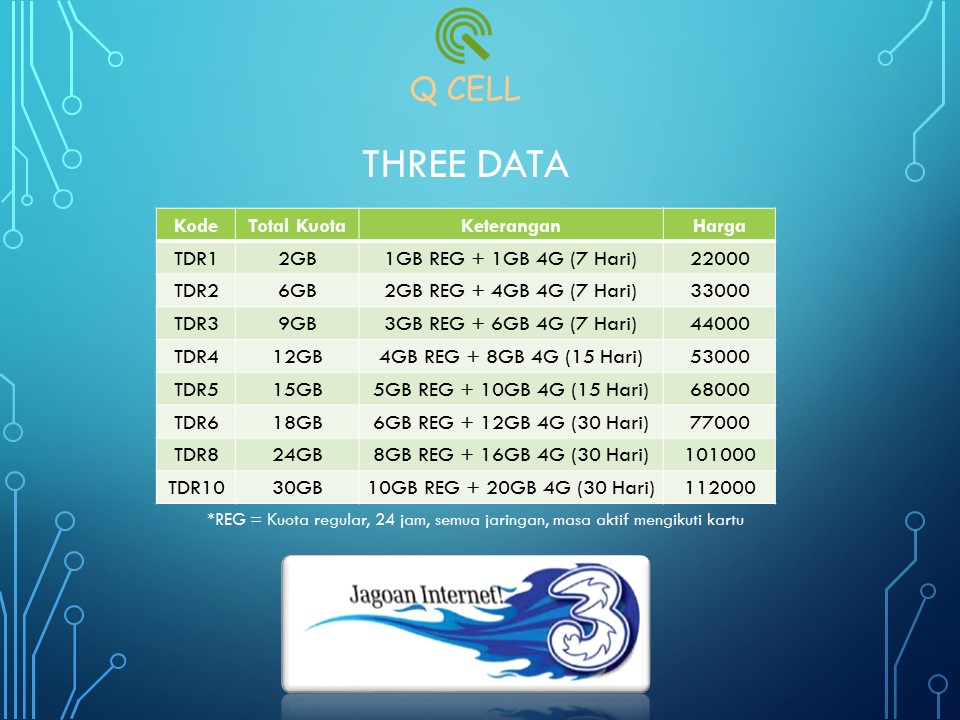 Q CELL
THREE DATA
Kode Total Kuota Keterangan Harga
TDR1 2GB 1GB REG + 1GB 4G (7 Hari) 22000
TDR2 6GB 2GB REG + 4GB 4G (7 Hari) 33000
TDR3 9GB 3GB REG + 6GB 4G (7 Hari) 44000
TDR4 12GB 4GB REG + 8GB 4G (15 Hari) 53000
TDR5 15GB 5GB REG + 10GB 4G (15 Hari) 68000
TDR6 18GB 6GB REG + 12GB 4G (30 Hari) 77000
TDR8 24GB 8GB REG + 16GB 4G (30 Hari) 101000
TDR10 30GB 10GB REG + 20GB 4G (30 Hari) 112000
*REG = Kuota regular, 24 jam, semua jaringan, masa aktif mengikuti kartu
Jagoan Internet! 3